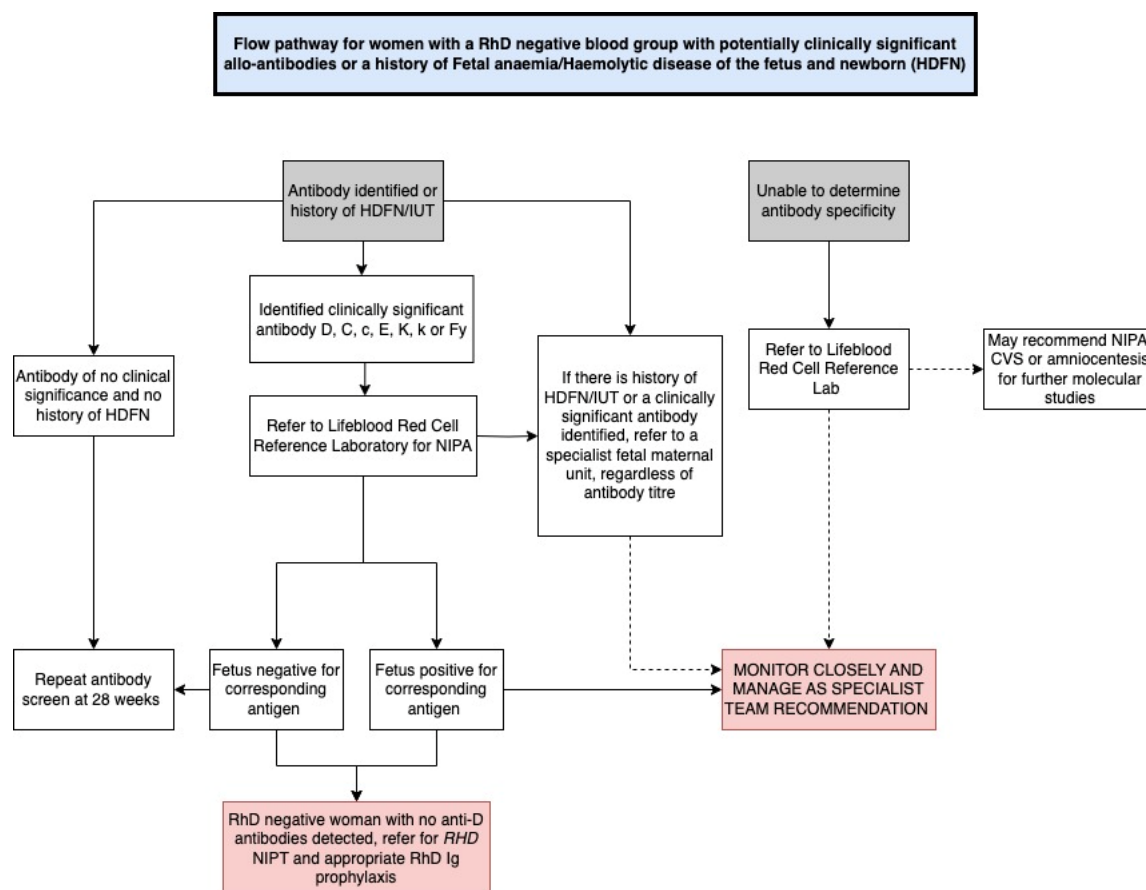 Flow pathway for women with a RhD negative blood group with potentially clinically significant
allo-antibodies or a history of Fetal anaemia/Haemolytic disease of the fetus and newborn (HDFN)
Antibody identified or
history of HDFN/IUT
Unable to determine
antibody specificity
Identified clinically significant
antibody D, C, c, E, K, k or Fy
Antibody of no clinical
significance and no
history of HDFN
Refer to Lifeblood Red Cell
Reference Laboratory for NIPA
If there is history of
HDFN/IUT or a clinically
significant antibody
identified, refer to a
specialist fetal maternal
unit, regardless of
antibody titre
Refer to Lifeblood
Red Cell Reference
Lab
May recommend NIPA,
CVS or amniocentesis
for further molecular
studies
Repeat antibody
screen at 28 weeks
Fetus negative for
corresponding
antigen
Fetus positive for
corresponding
antigen
MONITOR CLOSELY AND
MANAGE AS SPECIALIST
TEAM RECOMMENDATION
RhD negative woman with no anti-D
antibodies detected, refer for RHD
NIPT and appropriate RhD Ig
prophylaxis